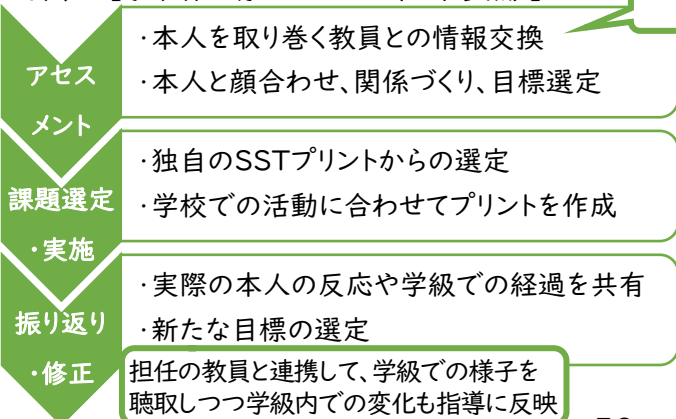 アセス
メント
·本人を取り巻く教員との情報交換
·本人と顔合わせ、関係づくり、目標選定
課題選定
·実施
·独自のSSTプリントからの選定
·学校での活動に合わせてプリントを作成
振り返り
·修正
·実際の本人の反応や学級での経過を共有
·新たな目標の選定
担任の教員と連携して、学級での様子を
聴取しつつ学級内での変化も指導に反映